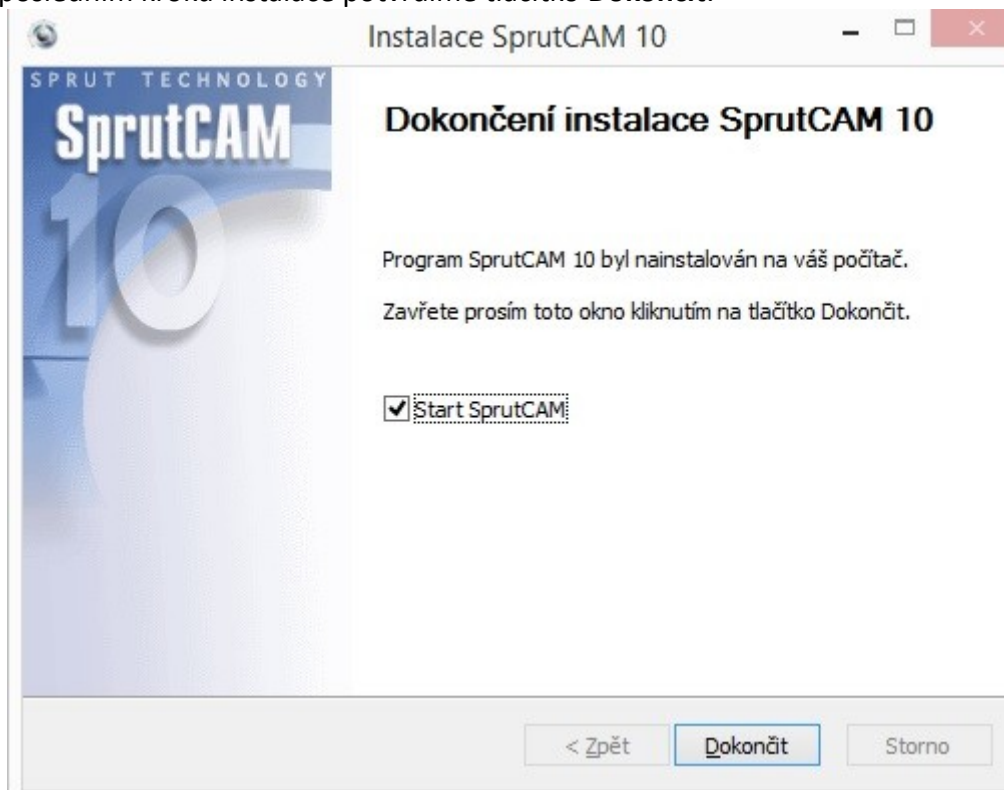 instalace
Instalace SprutCAM 10
SPRUT TECHNOLOGY
SprutCAM
10
Dokončení instalace SprutCAM 10
Program SprutCAM 10 byl nainstalován na váš počítač.
Zavřete prosím toto okno kliknutím na tlačítko Dokončit.
Start SprutCAM
< Zpět Dokončit Storno